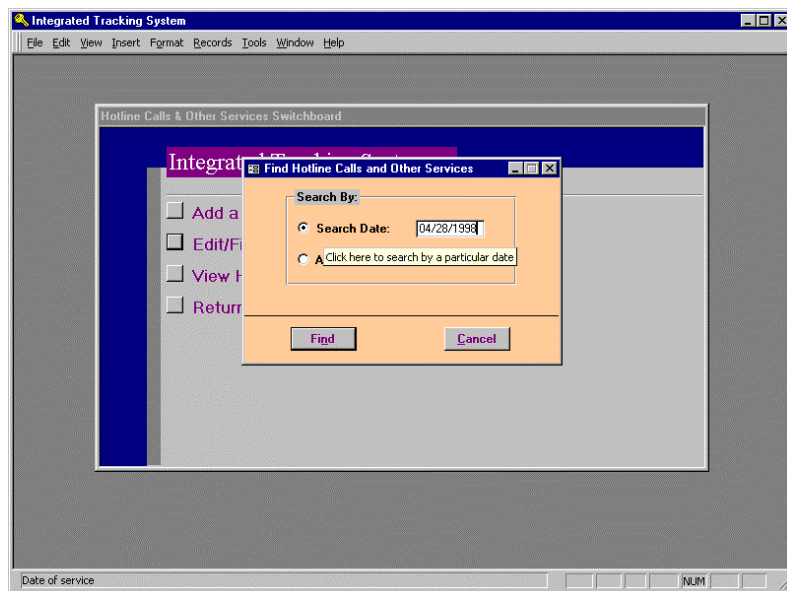 Integrated Tracking System
File Edit View Insert Format Records Tools Window Help
Hotline Calls & Other Services Switchboard
Integrat
Find Hotline Calls and Other Services
Search By:
Add a
Search Date: 04/28/1998
Edit/Fi
A
Click here to search by a particular date
View H
Return
Find Cancel
Date of service NUM